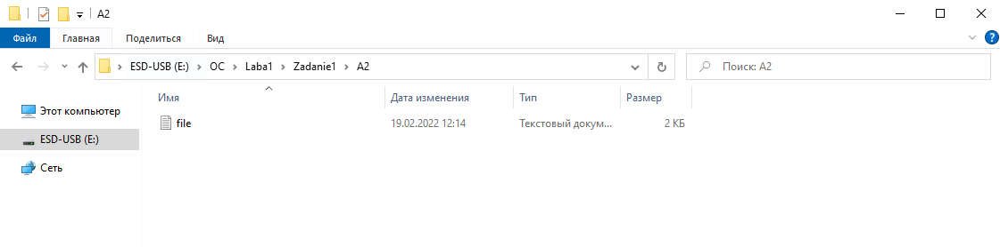 A2
Файл Главная Поделиться Вид
ESD-USB (E:) OC Laba1 Zadanie1 A2
Поиск: A2
Имя Дата изменения Тип Размер
file 19.02.2022 12:14 Текстовый докум... 2 КБ
Этот компьютер
ESD-USB (E:)
Сеть